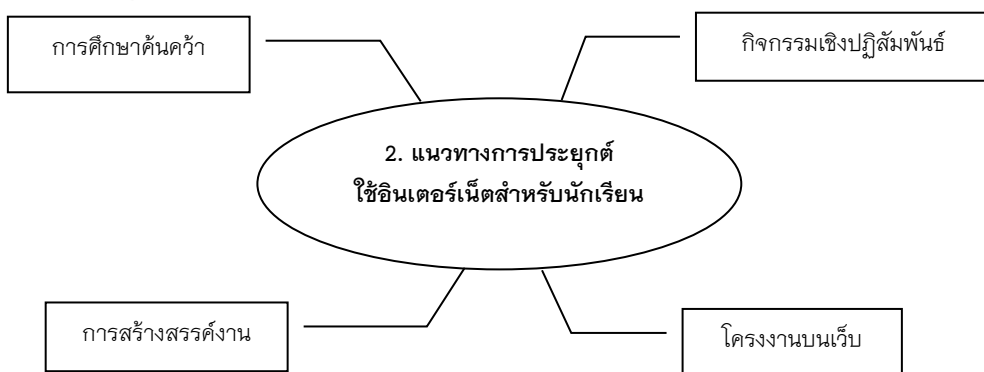 การศึกษาค้นคว้า
กิจกรรมเชิงปฏิสัมพันธ์
2. แนวทางการประยุกต์
ใช้อินเตอร์เน็ตสำหรับนักเรียน
การสร้างสรรค์งาน
โครงงานบนเว็บ